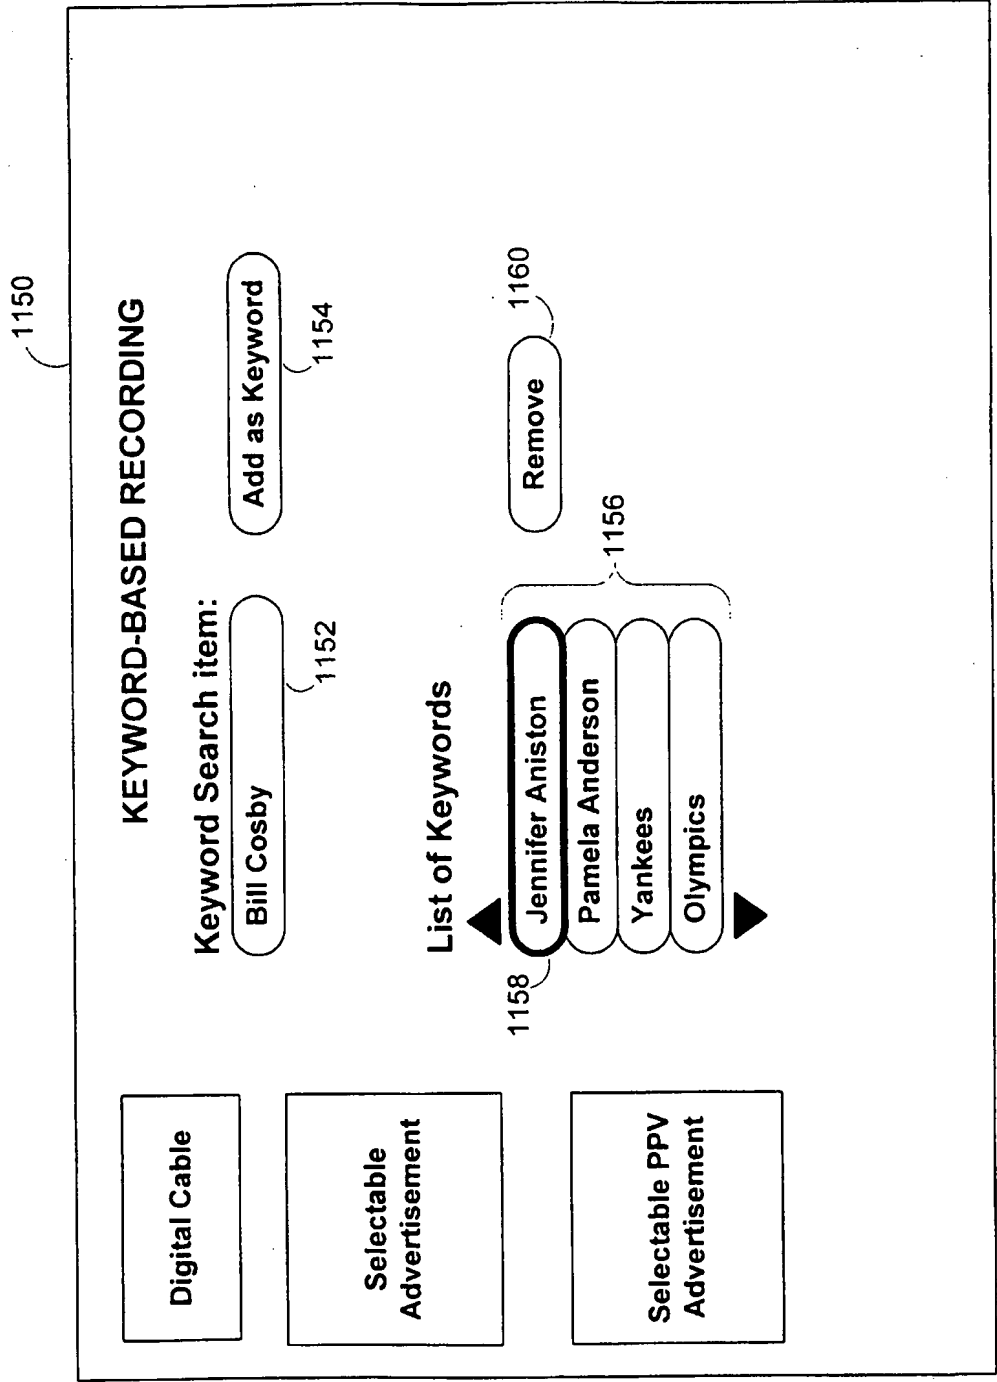 1150
KEYWORD-BASED RECORDING
Digital Cable
Keyword Search item:
Bill Cosby
Add as Keyword
1152
1154
Selectable
Advertisement
List of Keywords
1158
Jennifer Aniston
Remove
1160
Pamela Anderson
1156
Yankees
Olympics
Selectable PPV
Advertisement